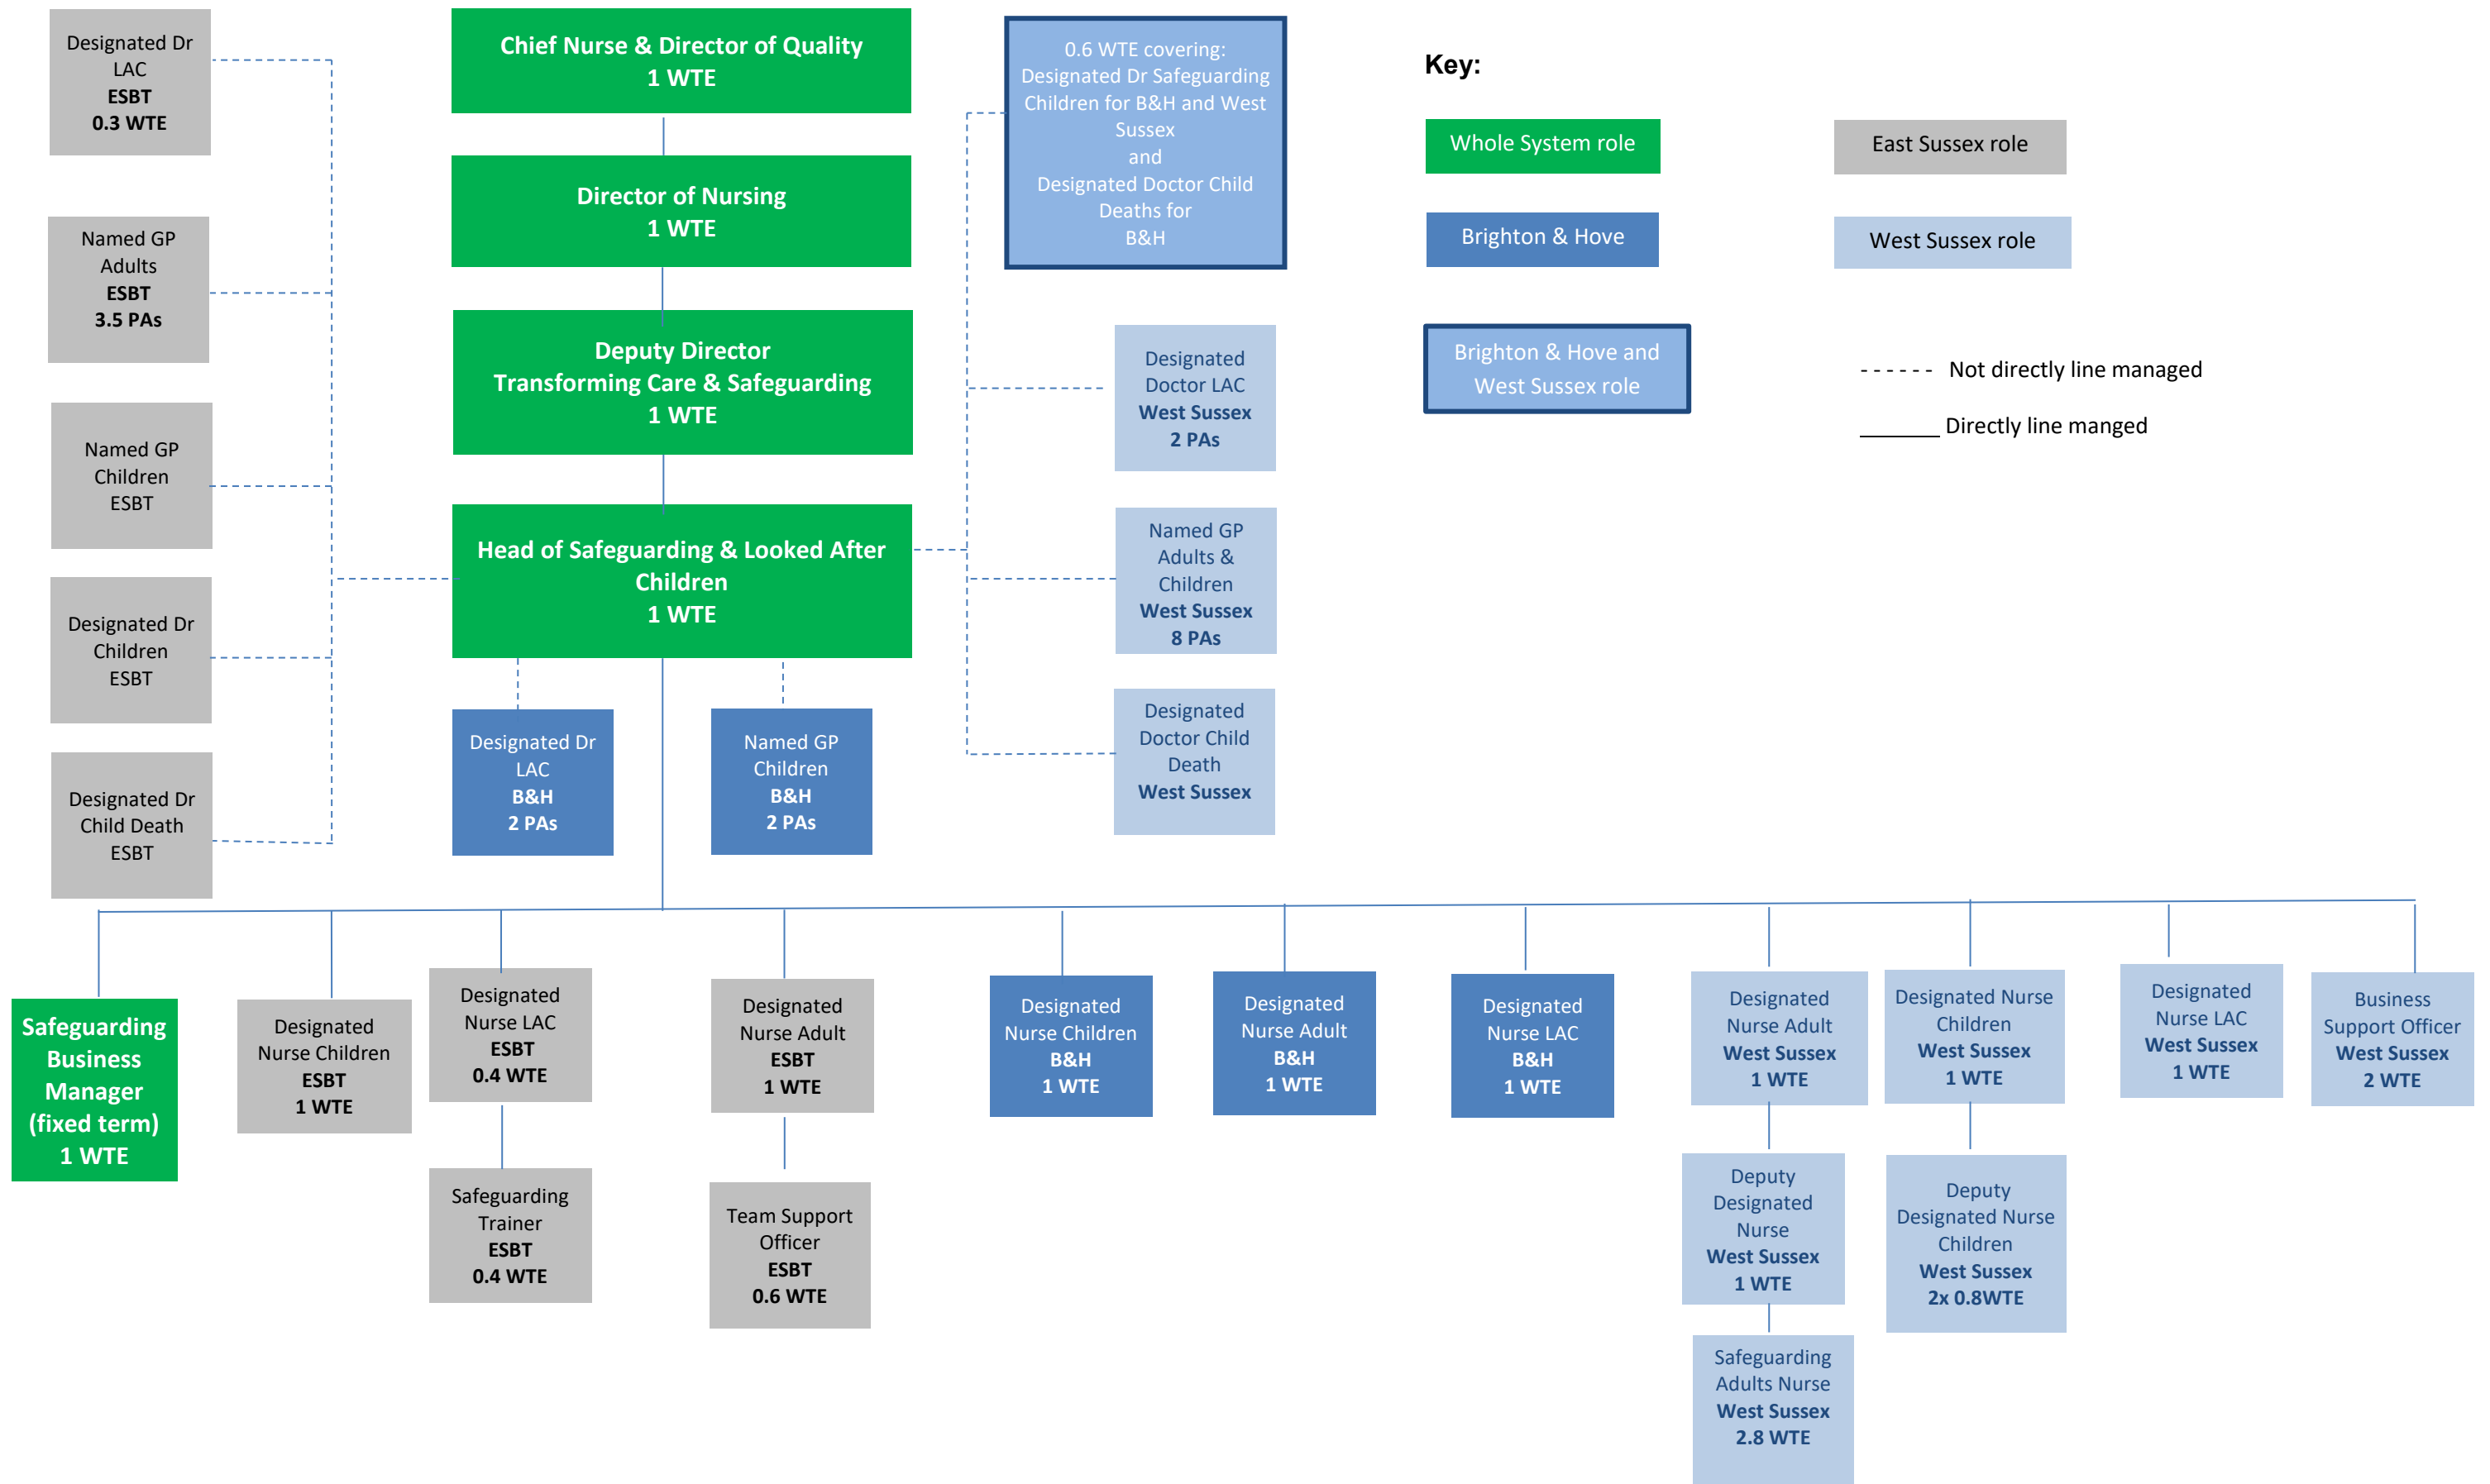 Designated Dr
LAC
ESBT
0.3 WTE
Named GP
Adults
ESBT
3.5 PAs
Named GP
Children
ESBT
Designated Dr
Children
ESBT
Designated Dr
Child Death
ESBT
Chief Nurse & Director of Quality
1 WTE
Director of Nursing
1 WTE
Deputy Director
Transforming Care & Safeguarding
1 WTE
Head of Safeguarding & Looked After
Children
1 WTE
Designated Dr
LAC
B&H
2 PAs
Named GP
Children
B&H
2 PAs
0.6 WTE covering:
Designated Dr Safeguarding
Children for B&H and West
Sussex
and
Designated Doctor Child
Deaths for
B&H
Designated
Doctor LAC
West Sussex
2 PAs
Named GP
Adults &
Children
West Sussex
8 PAs
Designated
Doctor Child
Death
West Sussex
Key:
Whole System role
East Sussex role
Brighton & Hove
West Sussex role
Brighton & Hove and
West Sussex role
------ Not directly line managed
______ Directly line manged
Safeguarding
Business
Manager
(fixed term)
1 WTE
Designated
Nurse Children
ESBT
1 WTE
Designated
Nurse LAC
ESBT
0.4 WTE
Safeguarding
Trainer
ESBT
0.4 WTE
Designated
Nurse Adult
ESBT
1 WTE
Team Support
Officer
ESBT
0.6 WTE
Designated
Nurse Children
B&H
1 WTE
Designated
Nurse Adult
B&H
1 WTE
Designated
Nurse LAC
B&H
1 WTE
Designated
Nurse Adult
West Sussex
1 WTE
Deputy
Designated
Nurse
West Sussex
1 WTE
Safeguarding
Adults Nurse
West Sussex
2.8 WTE
Designated Nurse
Children
West Sussex
1 WTE
Deputy
Designated Nurse
Children
West Sussex
2x 0.8WTE
Designated
Nurse LAC
West Sussex
1 WTE
Business
Support Officer
West Sussex
2 WTE